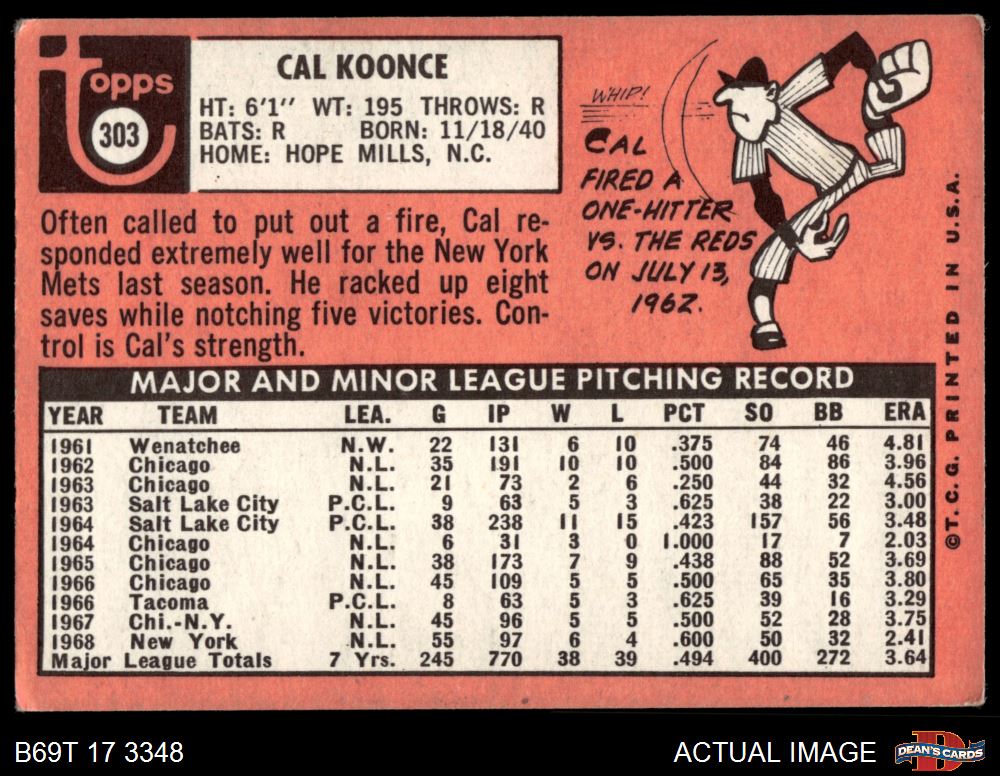 Topps
303
CAL KOONCE
HT: 6'1" WT: 195 THROWS: R
BATS: R BORN: 11/18/40
HOME: HOPE MILLS, N.C.
Often called to put out a fire, Cal re-
sponded extremely well for the New York
Mets last season. He racked up eight
saves while notching five victories. Con-
trol is Cal's strength.
WHIP!
CAL
FIRED A
ONE-HITTER
VS. THE REDS
ON JULY 13,
1962.
MAJOR AND MINOR LEAGUE PITCHING RECORD
YEAR TEAM LEA. G IP W L PCT SO BB ERA
1961 Wenatchee N.W. 22 131 6 10 .375 74 46 4.81
1962 Chicago N.L. 35 191 10 10 .500 84 86 3.96
1963 Chicago N.L. 21 73 2 6 .250 44 32 4.56
1963 Salt Lake City P.C.L. 9 63 5 3 .625 38 22 3.00
1964 Salt Lake City P.C.L. 38 238 11 15 .423 157 56 3.48
1964 Chicago N.L. 6 31 3 0 1.000 17 7 2.03
1965 Chicago N.L. 38 173 7 9 .438 88 52 3.69
1966 Chicago N.L. 45 109 5 5 .500 65 35 3.80
1966 Tacoma P.C.L. 8 63 5 3 .625 39 16 3.29
1967 Chi.-N.Y. N.L. 45 96 5 5 .500 52 28 3.75
1968 New York N.L. 55 97 6 4 .600 50 32 2.41
Major League Totals 7 Yrs. 245 770 38 39 .494 400 272 3.64
©T. C. G. PRINTED IN U.S.A.
B69T 17 3348
ACTUAL IMAGE
D
DEAN'S CARDS